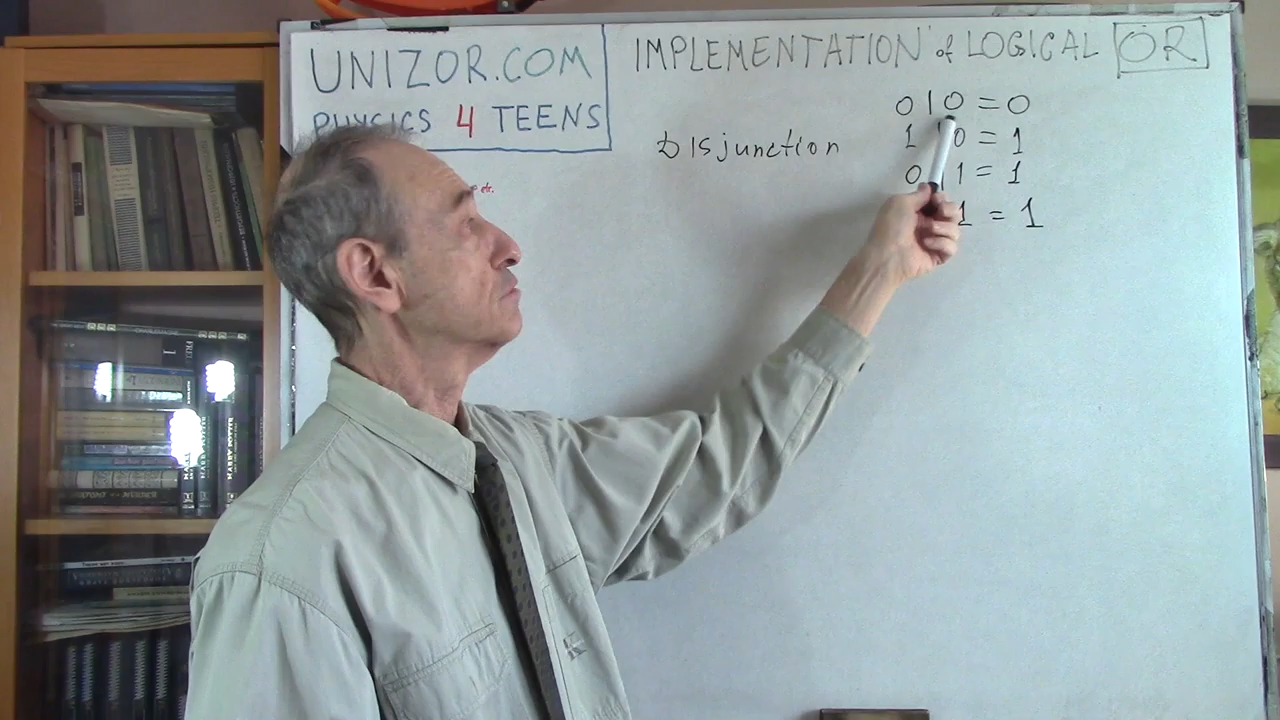 UNIZOR.COM
PHYSICS 4 TEENS
etc.
IMPLEMENTATION of LOGICAL OR
Disjunction
0 | 0 = 0
1 | 0 = 1
0 | 1 = 1
1 = 1